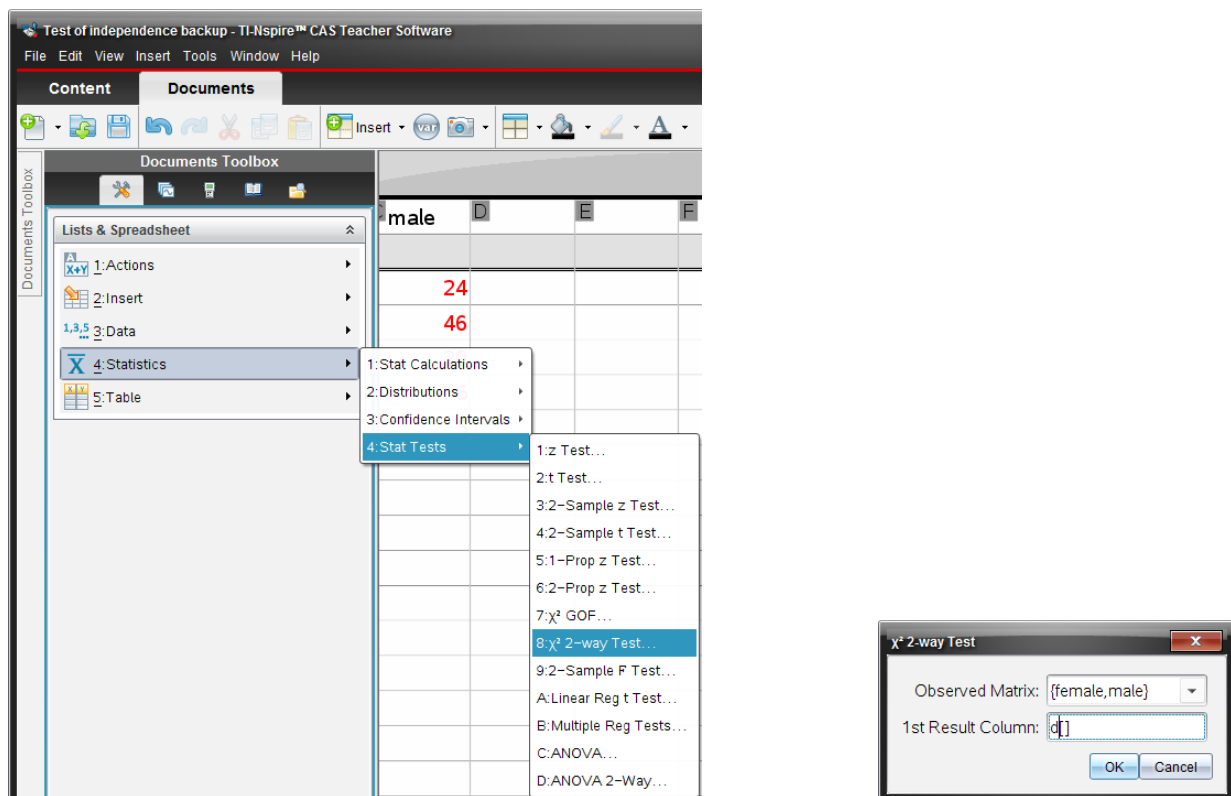 Test of independence backup - TI-Nspire™ CAS Teacher Software
File Edit View Insert Tools Window Help
Content Documents
Insert var A
Documents Toolbox
Documents Toolbox
Lists & Spreadsheet
1:Actions
2:Insert
3:Data
4:Statistics
5:Table
C male D E F
24
46
1:Stat Calculations
2:Distributions
3:Confidence Intervals
4:Stat Tests
1:z Test...
2:t Test...
3:2-Sample z Test...
4:2-Sample t Test...
5:1-Prop z Test...
6:2-Prop z Test...
7:χ² GOF...
8:χ² 2-way Test...
9:2-Sample F Test...
A:Linear Reg t Test...
B:Multiple Reg Tests...
C:ANOVA...
D:ANOVA 2-Way...
χ² 2-way Test
Observed Matrix: {female,male}
1st Result Column: d[]
OK Cancel